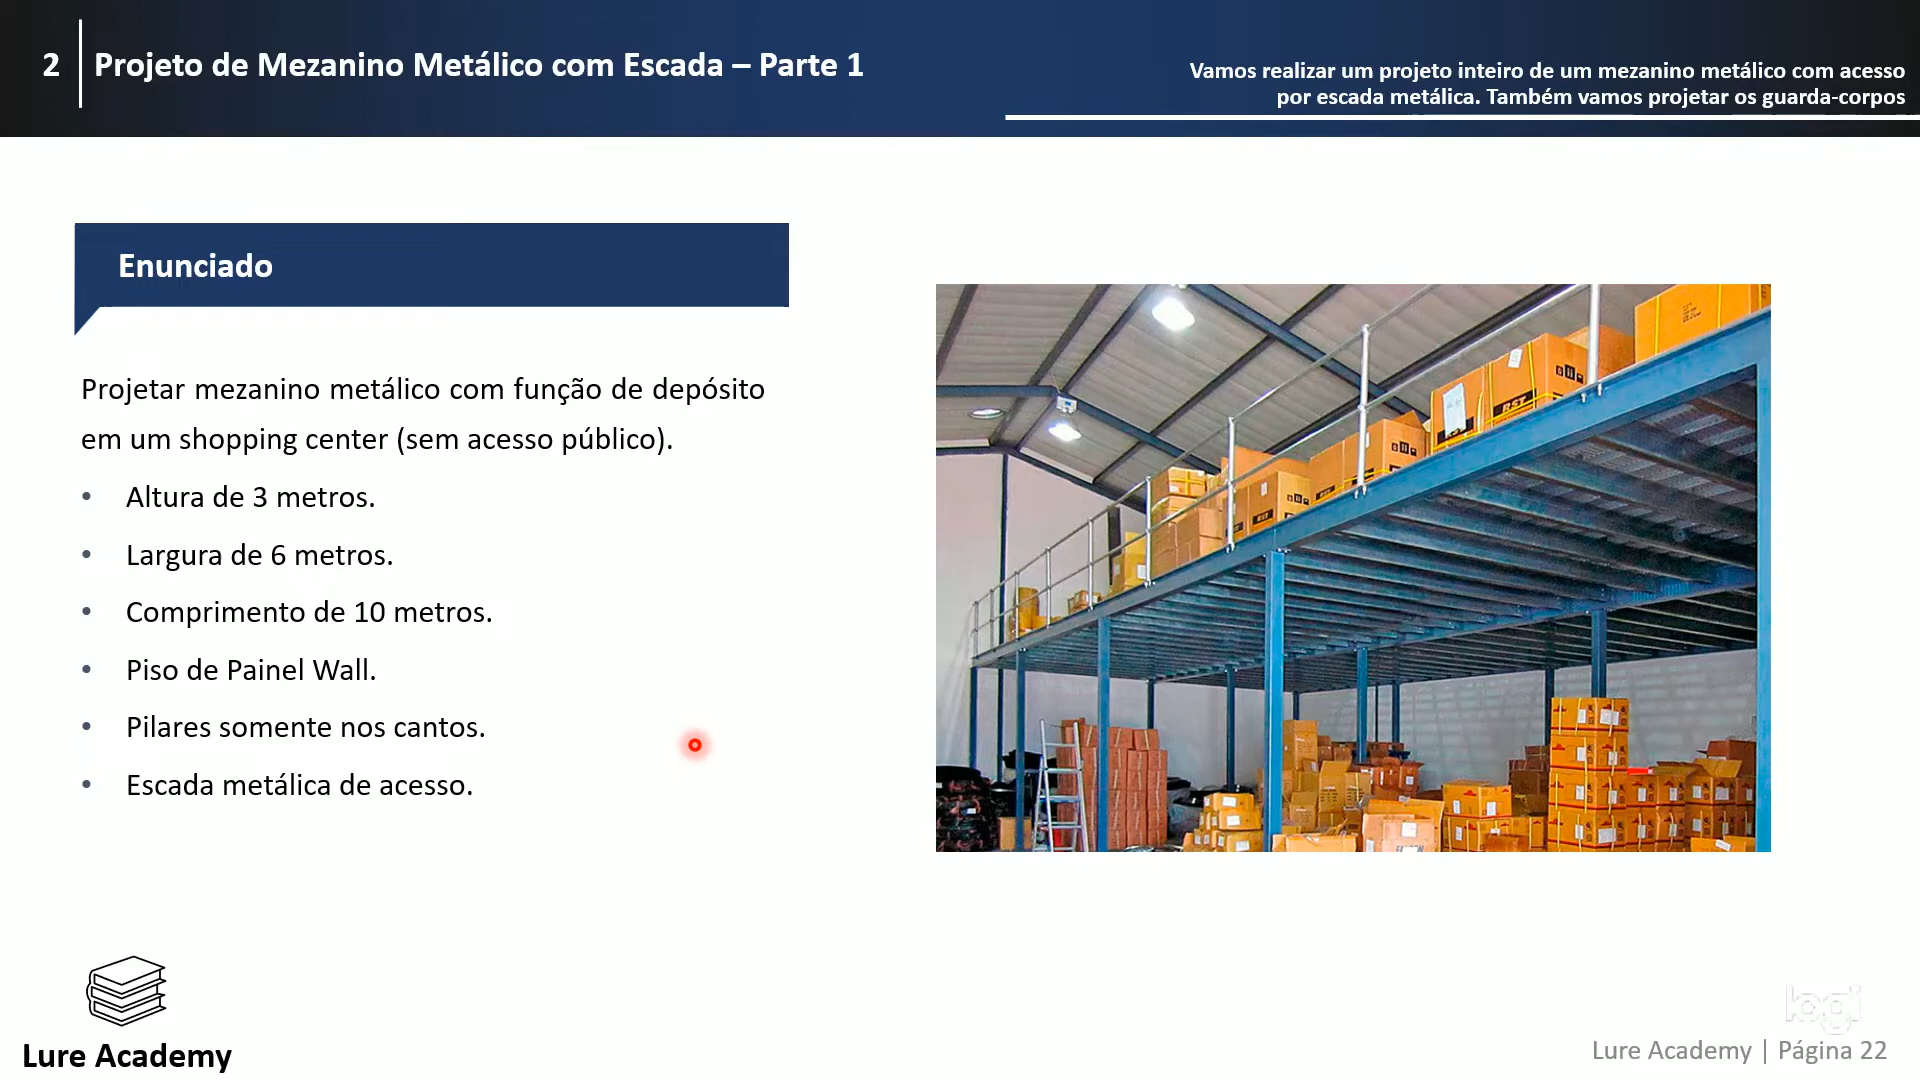 2
Projeto de Mezanino Metálico com Escada – Parte 1
Vamos realizar um projeto inteiro de um mezanino metálico com acesso
por escada metálica. Também vamos projetar os guarda-corpos
Enunciado
Projetar mezanino metálico com função de depósito
em um shopping center (sem acesso público).
• Altura de 3 metros.
• Largura de 6 metros.
• Comprimento de 10 metros.
• Piso de Painel Wall.
• Pilares somente nos cantos.
• Escada metálica de acesso.
RST
logi
Lure Academy
Lure Academy | Página 22